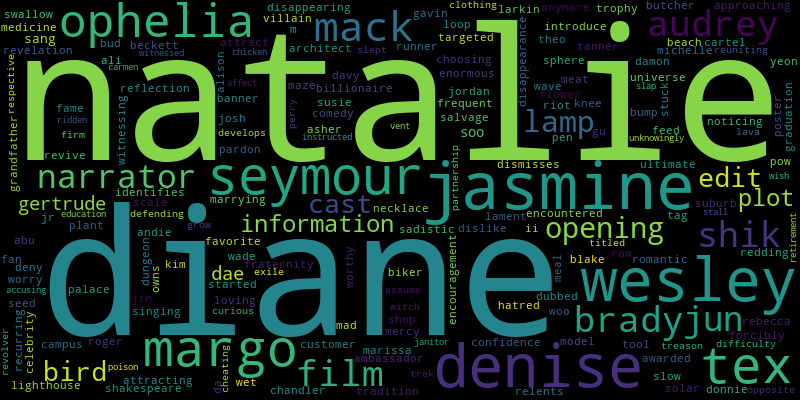 swallow
ophelia
disappearing
clothing
larkin
anymore
trophy
butcher
approaching
medicine
bud
beckett
villain
m
mack
gavin
loop
introduce
audrey
sang
attract
architect
runner
targeted
theo
tanner
beach
cartel
revelation
chicken
witnessed
slept
choosing
sphere
michelle
reuniting
ali
alison
maze
davy
enormous
disappearance
damon
yeon
natalie
carmen
reflection
billionaire
jordan
wave
meat
universe
slap
grandfather
respective
affect
banner
susie
frequent
flower
stuck
poster
graduation
fame
witnessing
josh
perry
comedy
salvage
riot
knee
bump
noticing
ridden
develops
asher
vent
soo
lamp
gu
feed
lava
firm
pardon
instructed
pen
unknowingly
revive
narrator
seymour
jasmine
dismisses
ultimate
pow
wish
identifies
marrying
partnership
edit
gertrude
scale
cast
necklace
encountered
suburb
plot
jr
education
defending
information
lament
ii
tag
stall
opening
shik
abu
plant
andie
grow
favorite
sadistic
dislike
titled
row
redding
retirement
fan
diane
dungeon
owns
kim
wade
fraternity
worthy
biker
encouragement
meal
blake
romantic
deny
accusing
dae
exile
started
assume
hatred
dubbed
wesley
worry
palace
jin
loving
witch
woo
seed
singing
curious
shop
bradyjun
rebecca
recurring
campus
roger
mad
mercy
confidence
model
tool
treason
forcibly
revolver
celebrity
margo
customer
janitor
awarded
difficulty
bird
poison
cheating
marissa
ambassador
denise
slow
tex
lighthouse
attracting
wet
film
trek
solar
donnie
opposite
shakespeare
da
chandler
tradition
relents